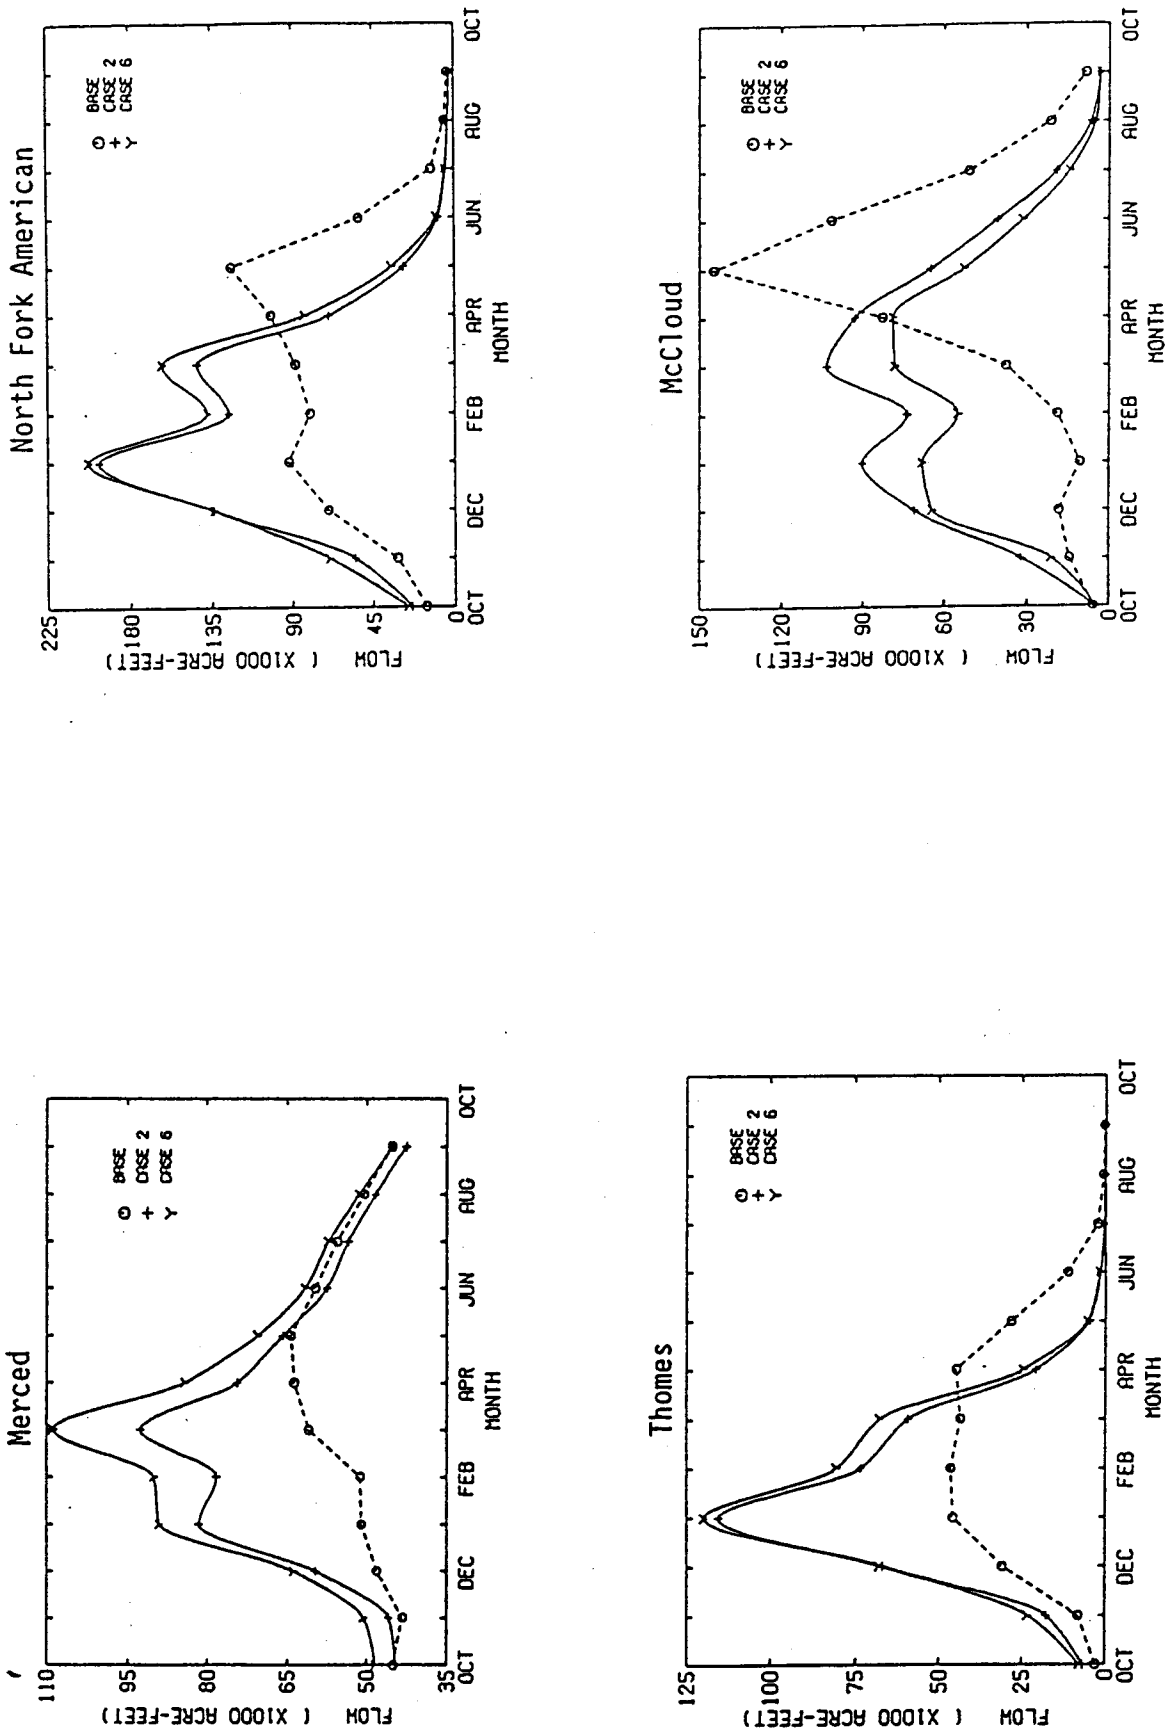 Merced
110
95
80
65
50
35
FLOW ( X1000 ACRE-FEET)
OCT DEC FEB APR JUN AUG OCT
MONTH
BASE
CASE 2
CASE 6
North Fork American
225
180
135
90
45
0
FLOW ( X1000 ACRE-FEET)
OCT DEC FEB APR JUN AUG OCT
MONTH
BASE
CASE 2
CASE 6
Thomes
125
100
75
50
25
0
FLOW ( X1000 ACRE-FEET)
OCT DEC FEB APR JUN AUG OCT
MONTH
BASE
CASE 2
CASE 6
McCloud
150
120
90
60
30
0
FLOW ( X1000 ACRE-FEET)
OCT DEC FEB APR JUN AUG OCT
MONTH
BASE
CASE 2
CASE 6